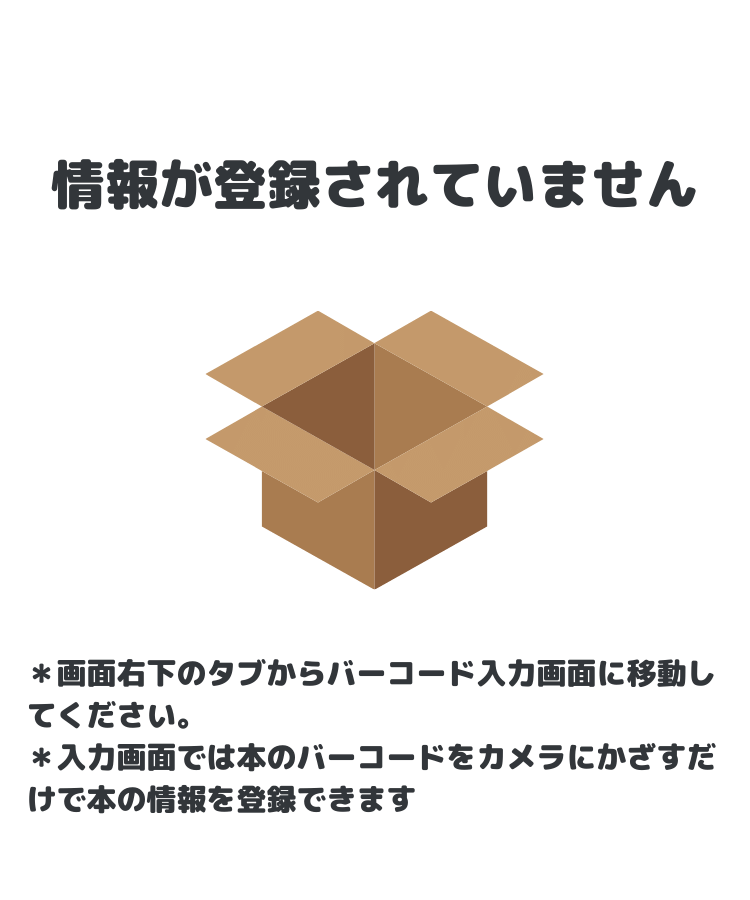 情報が登録されていません
＊画面右下のタブからバーコード入力画面に移動し
てください。
＊入力画面では本のバーコードをカメラにかざすだ
けで本の情報を登録できます